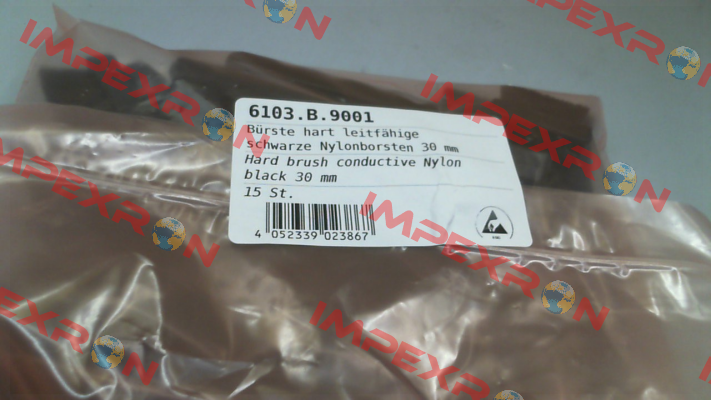 6103.B.9001
Bürste hart leitfähige
schwarze Nylonborsten 30 mm
Hard brush conductive Nylon
black 30 mm
15 St.
4 052339 023867
IMPEXRON
IMPEXRON
IMPEXRON
IMPEXRON
IMPEXRON
IMPEXRON